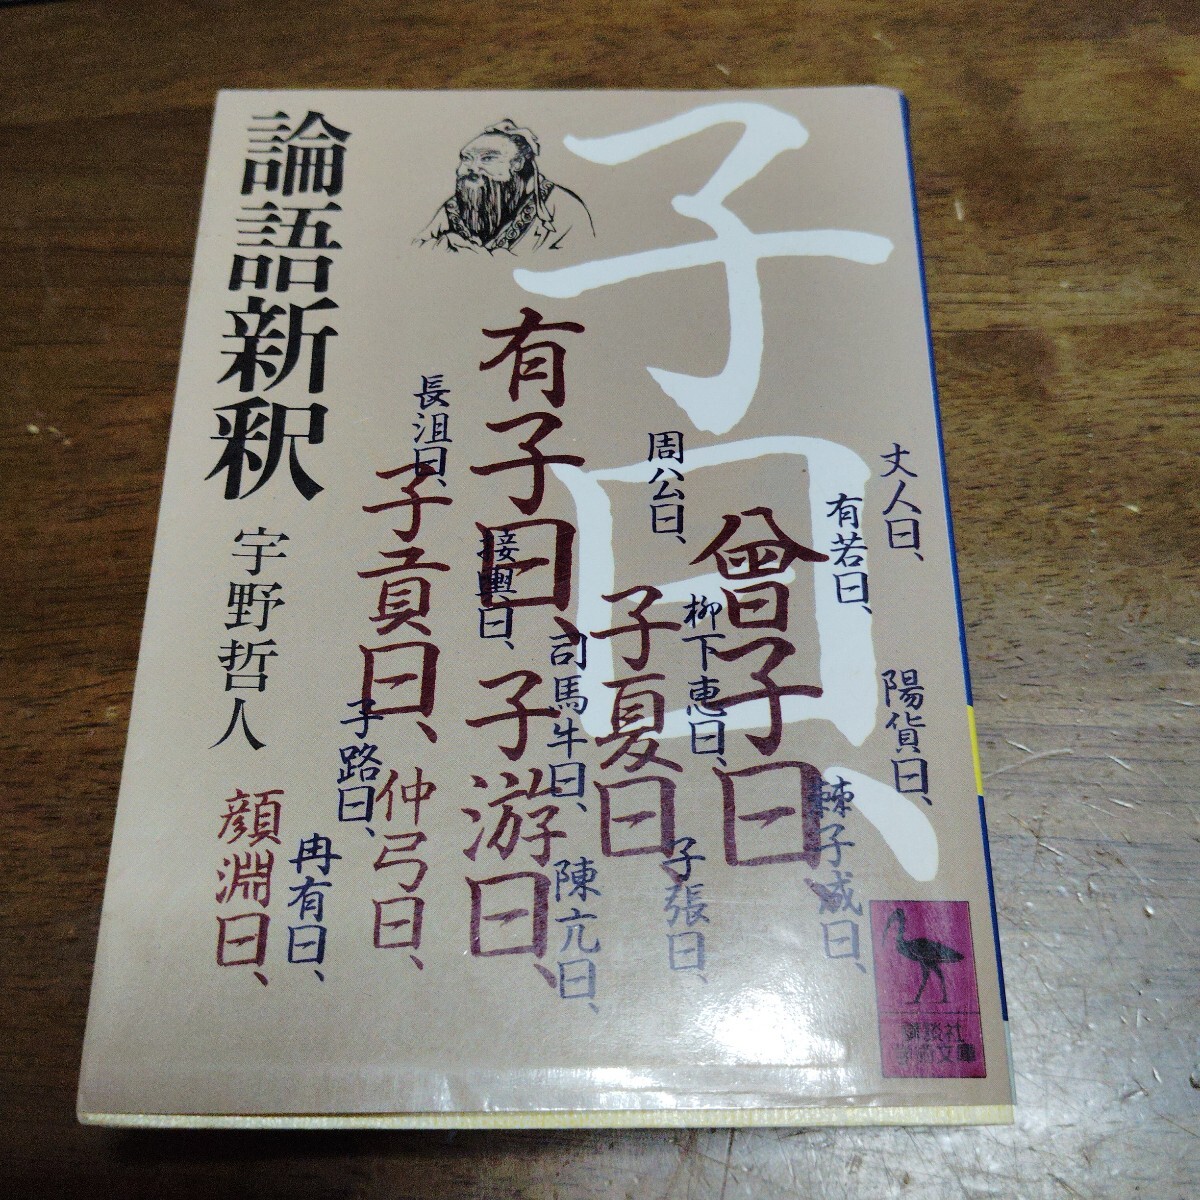 子曰、
丈人曰、
陽貨曰、
有若曰、
棘子成曰、
曾子曰、
周公曰、
柳下恵曰、
子張曰、
子夏曰、
司馬牛曰、
陳亢曰、
有子曰、
子游曰、
接輿曰、
長沮曰、
子貢曰、
仲弓曰、
子路曰、
冉有曰、
顔淵曰、
論語新釈
宇野哲人
講談社
学術文庫